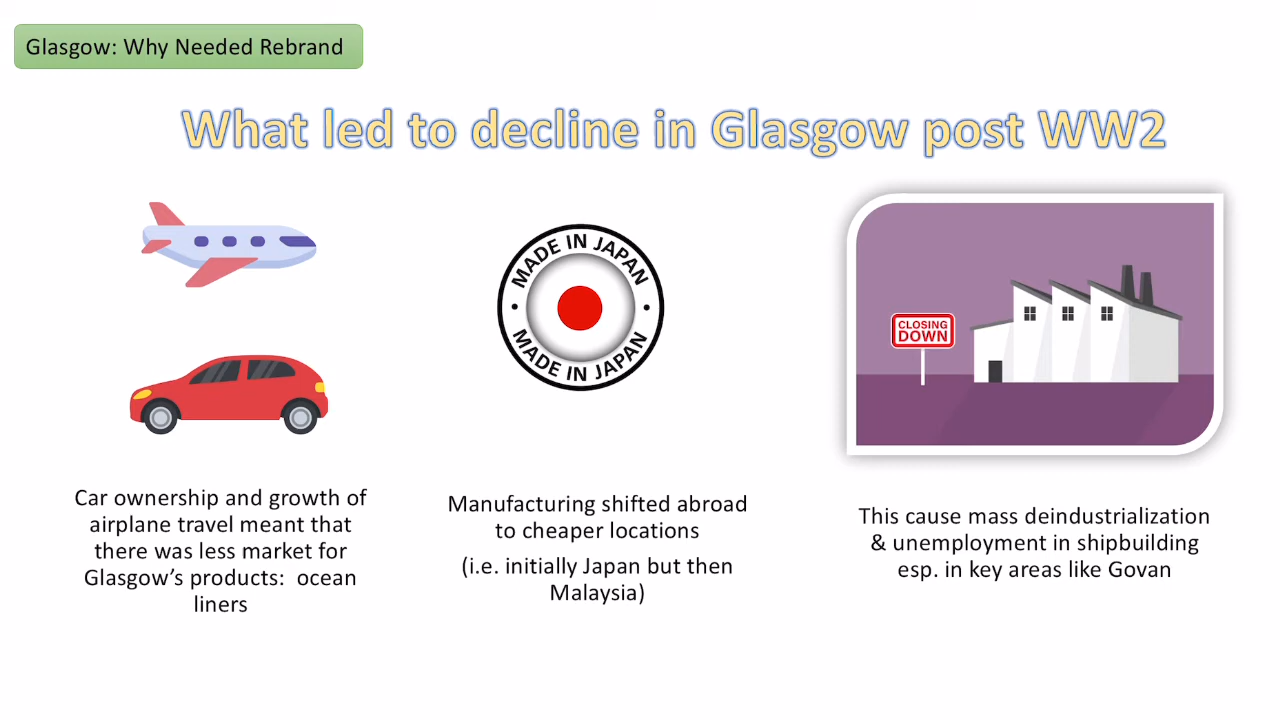 Glasgow: Why Needed Rebrand
What led to decline in Glasgow post WW2
MADE IN JAPAN
MADE IN JAPAN
CLOSING
DOWN
Car ownership and growth of
airplane travel meant that
there was less market for
Glasgow’s products:  ocean
liners
Manufacturing shifted abroad
to cheaper locations
(i.e. initially Japan but then
Malaysia)
This cause mass deindustrialization
& unemployment in shipbuilding
esp. in key areas like Govan